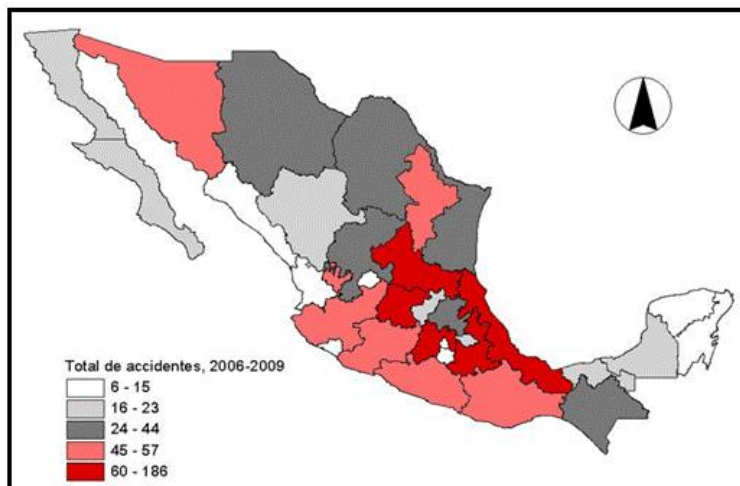 Total de accidentes, 2006-2009
6 - 15
16 - 23
24 - 44
45 - 57
60 - 186